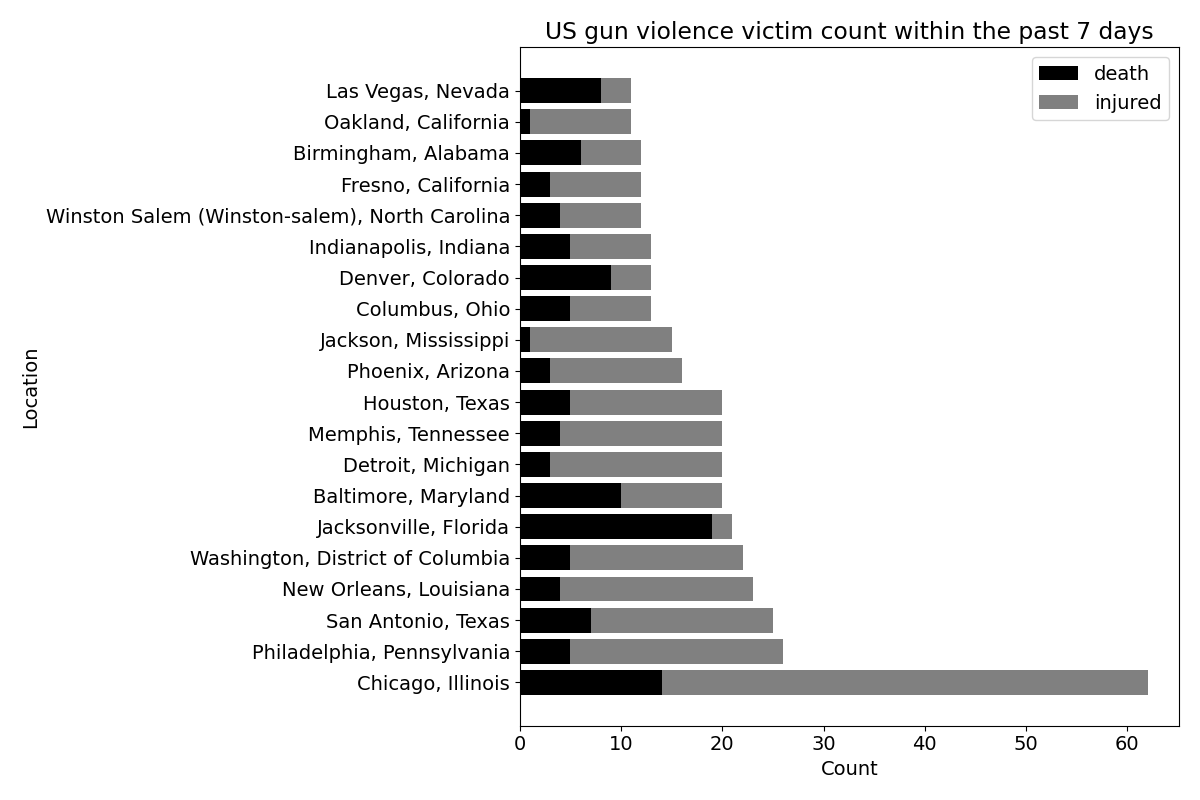 US gun violence victim count within the past 7 days
death
injured
Las Vegas, Nevada
Oakland, California
Birmingham, Alabama
Fresno, California
Winston Salem (Winston-salem), North Carolina
Indianapolis, Indiana
Denver, Colorado
Columbus, Ohio
Jackson, Mississippi
Phoenix, Arizona
Houston, Texas
Memphis, Tennessee
Detroit, Michigan
Baltimore, Maryland
Jacksonville, Florida
Washington, District of Columbia
New Orleans, Louisiana
San Antonio, Texas
Philadelphia, Pennsylvania
Chicago, Illinois
Location
0 10 20 30 40 50 60
Count